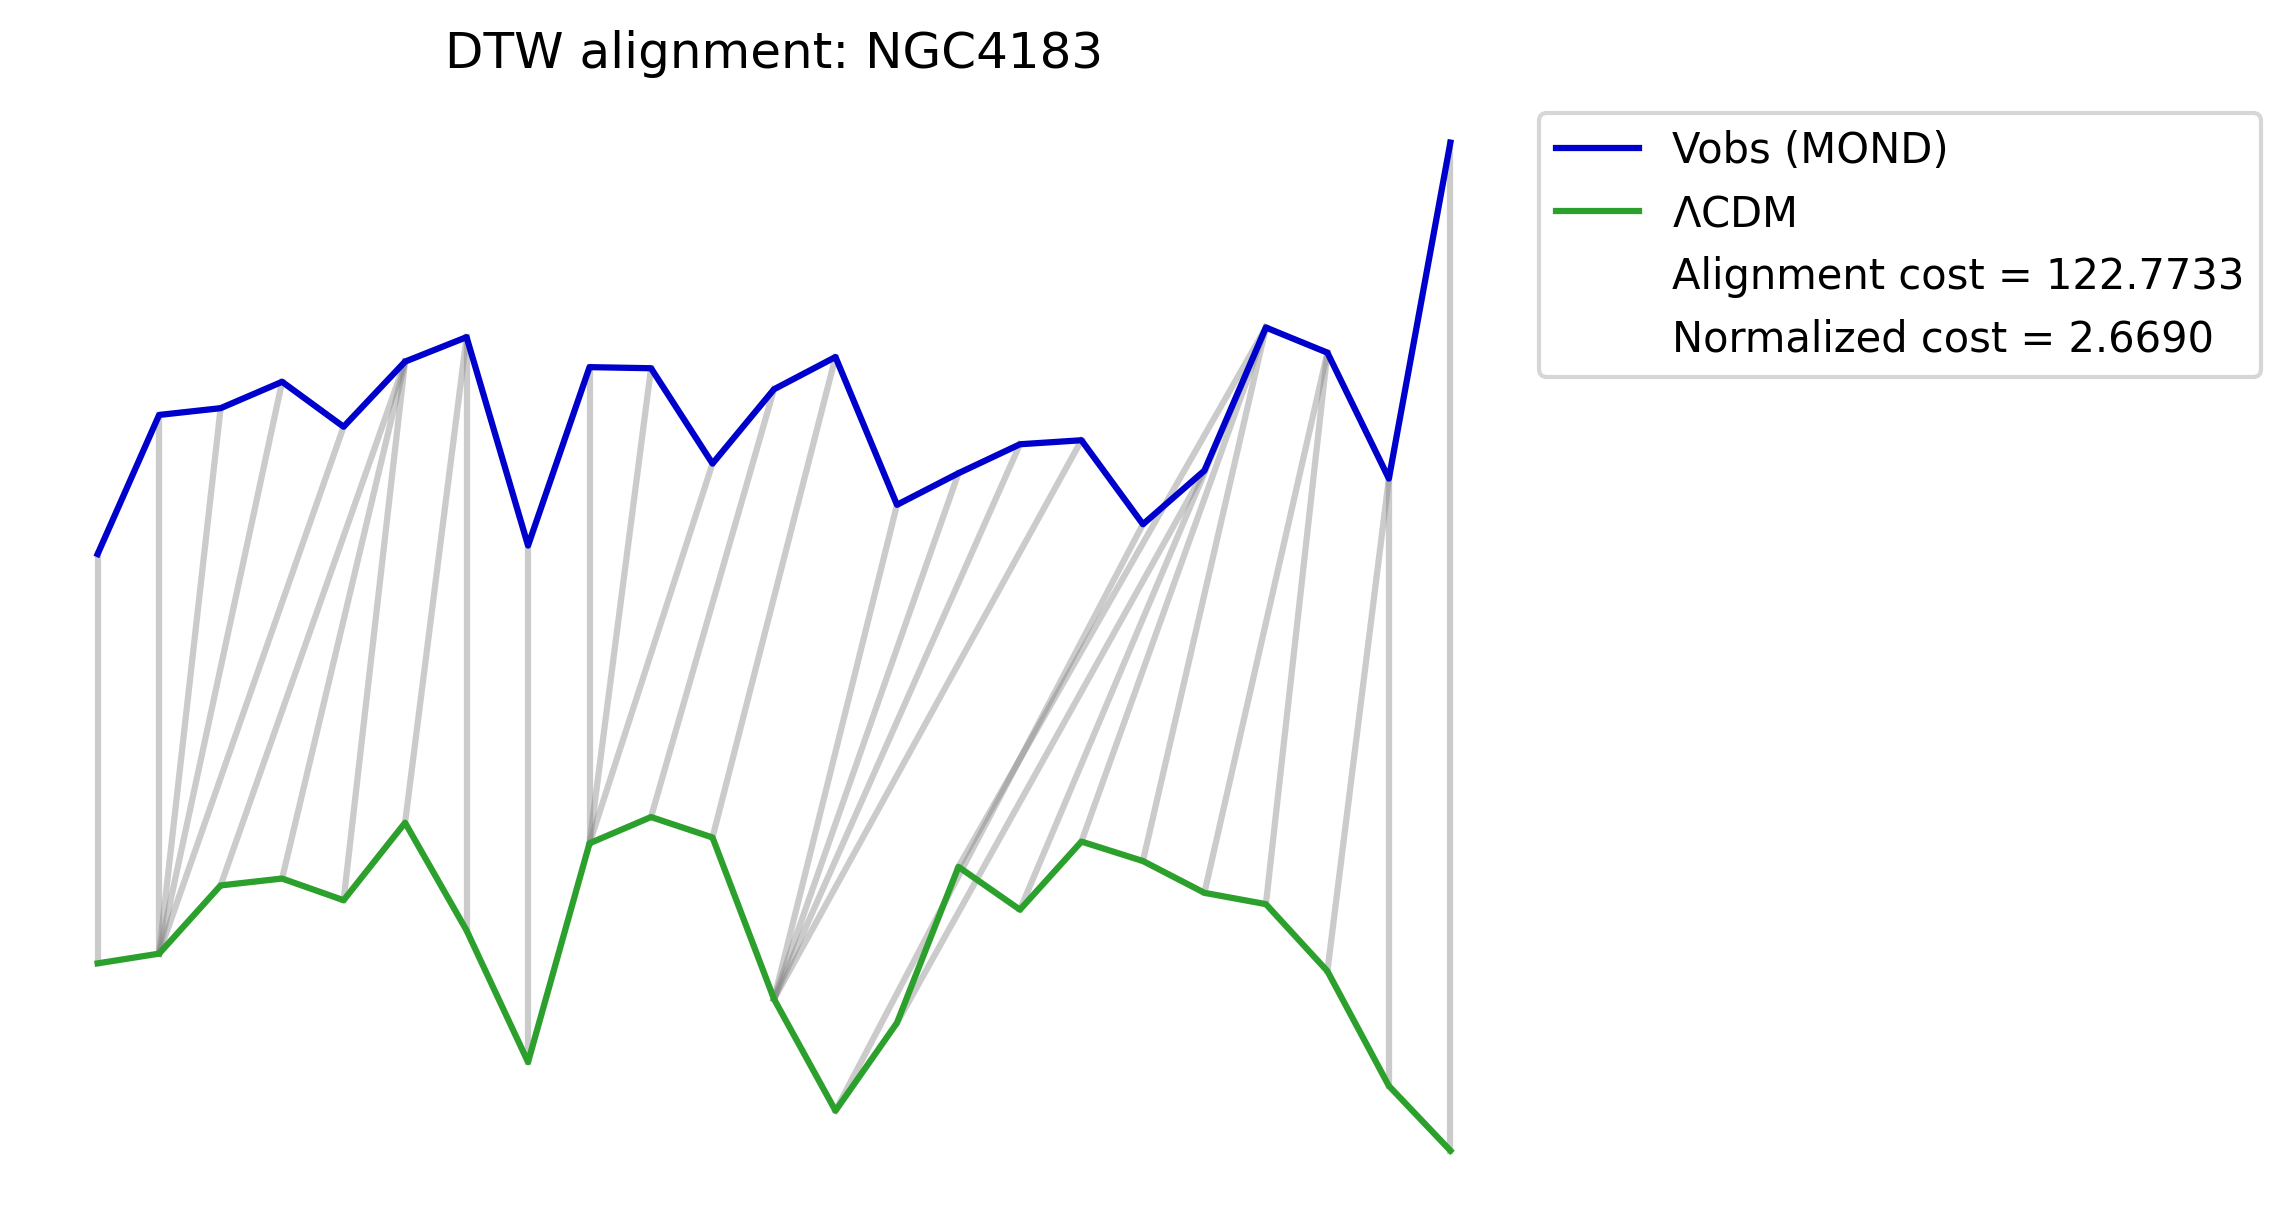 DTW alignment: NGC4183
Vobs (MOND)
ΛCDM
Alignment cost = 122.7733
Normalized cost = 2.6690